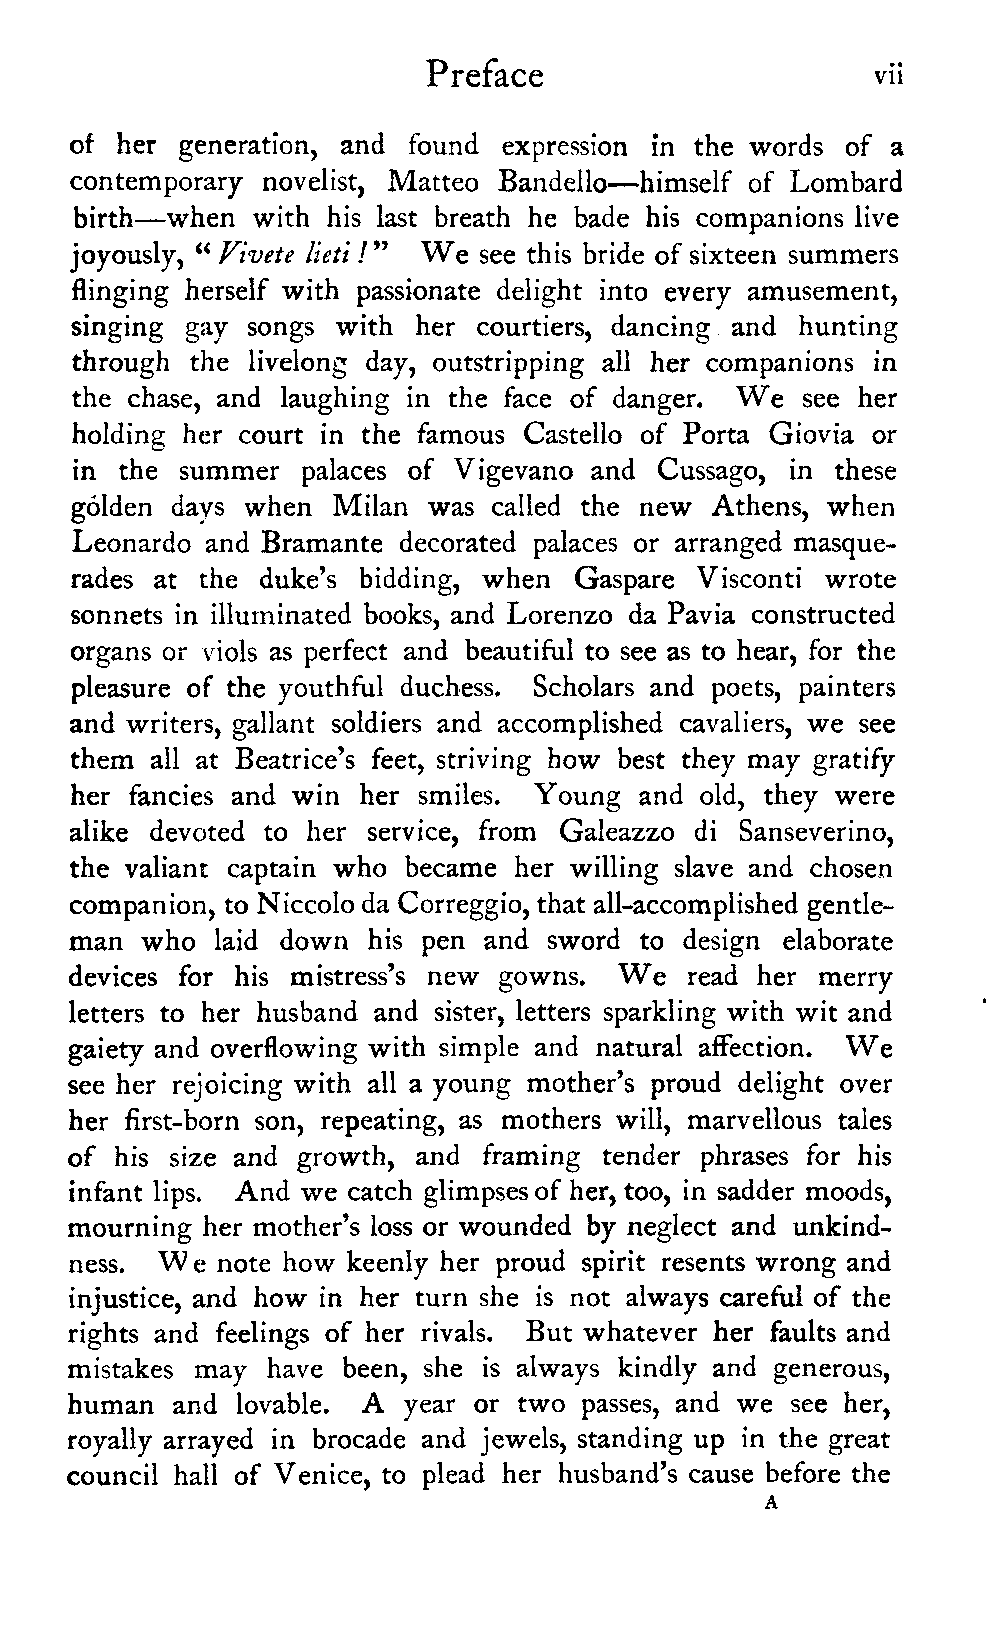 Preface vii
of her generation, and found expression in the words of a
contemporary novelist, Matteo Bandello—himself of Lombard
birth—when with his last breath he bade his companions live
joyously, “ Vivete lieti ! ” We see this bride of sixteen summers
flinging herself with passionate delight into every amusement,
singing gay songs with her courtiers, dancing and hunting
through the livelong day, outstripping all her companions in
the chase, and laughing in the face of danger. We see her
holding her court in the famous Castello of Porta Giovia or
in the summer palaces of Vigevano and Cussago, in these
golden days when Milan was called the new Athens, when
Leonardo and Bramante decorated palaces or arranged masque-
rades at the duke’s bidding, when Gaspare Visconti wrote
sonnets in illuminated books, and Lorenzo da Pavia constructed
organs or viols as perfect and beautiful to see as to hear, for the
pleasure of the youthful duchess. Scholars and poets, painters
and writers, gallant soldiers and accomplished cavaliers, we see
them all at Beatrice’s feet, striving how best they may gratify
her fancies and win her smiles. Young and old, they were
alike devoted to her service, from Galeazzo di Sanseverino,
the valiant captain who became her willing slave and chosen
companion, to Niccolo da Correggio, that all-accomplished gentle-
man who laid down his pen and sword to design elaborate
devices for his mistress’s new gowns. We read her merry
letters to her husband and sister, letters sparkling with wit and
gaiety and overflowing with simple and natural affection. We
see her rejoicing with all a young mother’s proud delight over
her first-born son, repeating, as mothers will, marvellous tales
of his size and growth, and framing tender phrases for his
infant lips. And we catch glimpses of her, too, in sadder moods,
mourning her mother’s loss or wounded by neglect and unkind-
ness. We note how keenly her proud spirit resents wrong and
injustice, and how in her turn she is not always careful of the
rights and feelings of her rivals. But whatever her faults and
mistakes may have been, she is always kindly and generous,
human and lovable. A year or two passes, and we see her,
royally arrayed in brocade and jewels, standing up in the great
council hall of Venice, to plead her husband’s cause before the
A